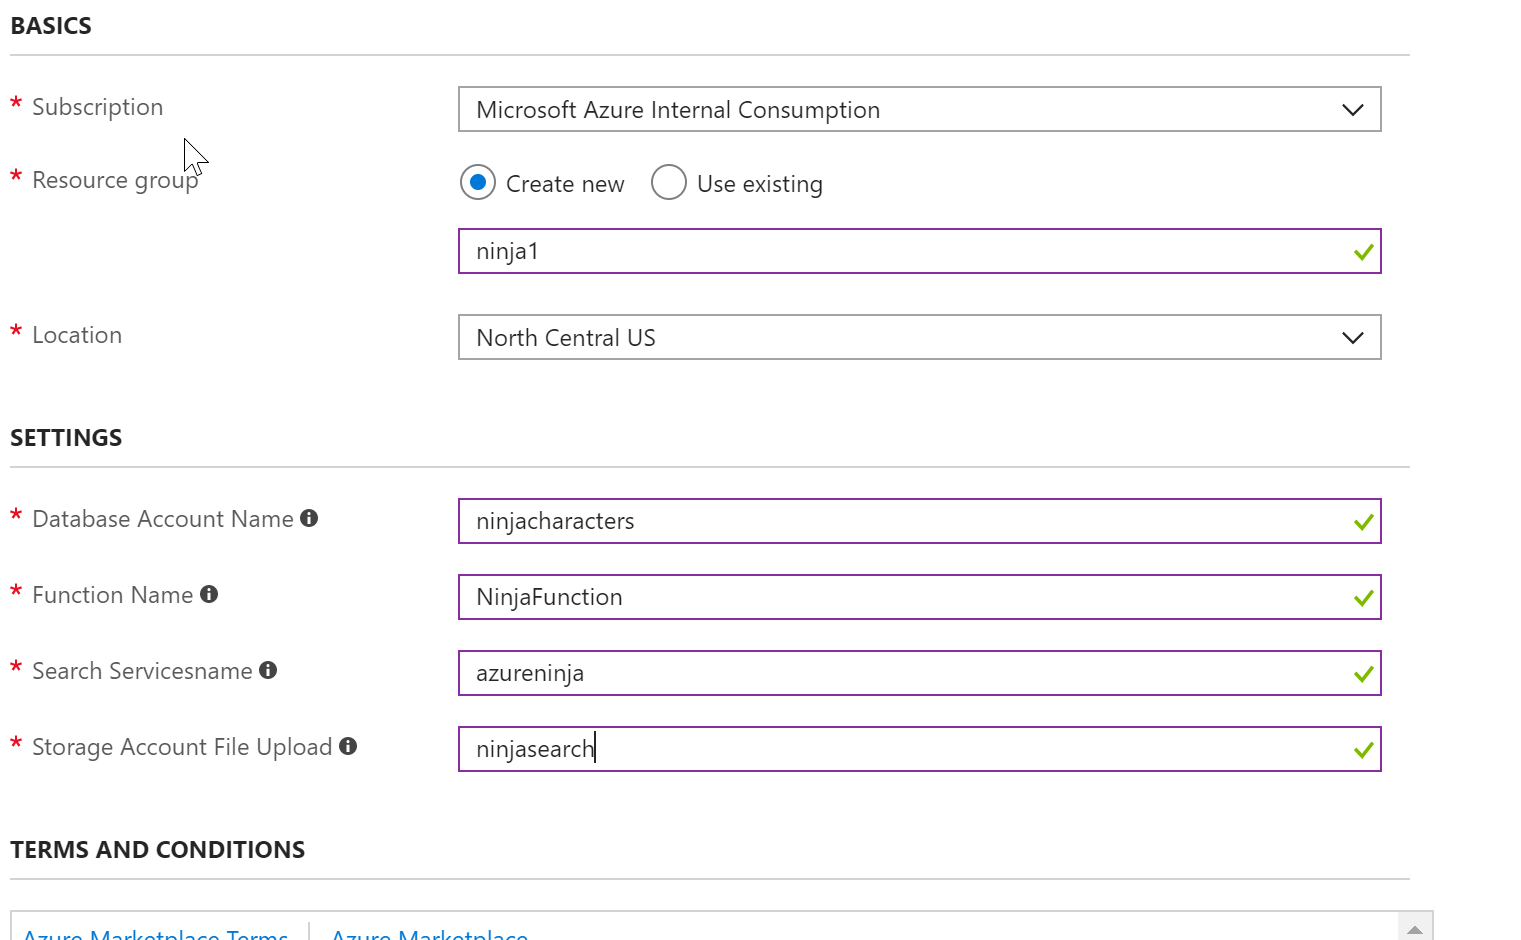 BASICS
* Subscription
Microsoft Azure Internal Consumption
* Resource group
Create new Use existing
ninja1
* Location
North Central US
SETTINGS
* Database Account Name
ninjacharacters
* Function Name
NinjaFunction
* Search Servicesname
azureninja
* Storage Account File Upload
ninjasearch
TERMS AND CONDITIONS
Azure Marketplace Terms | Azure Marketplace